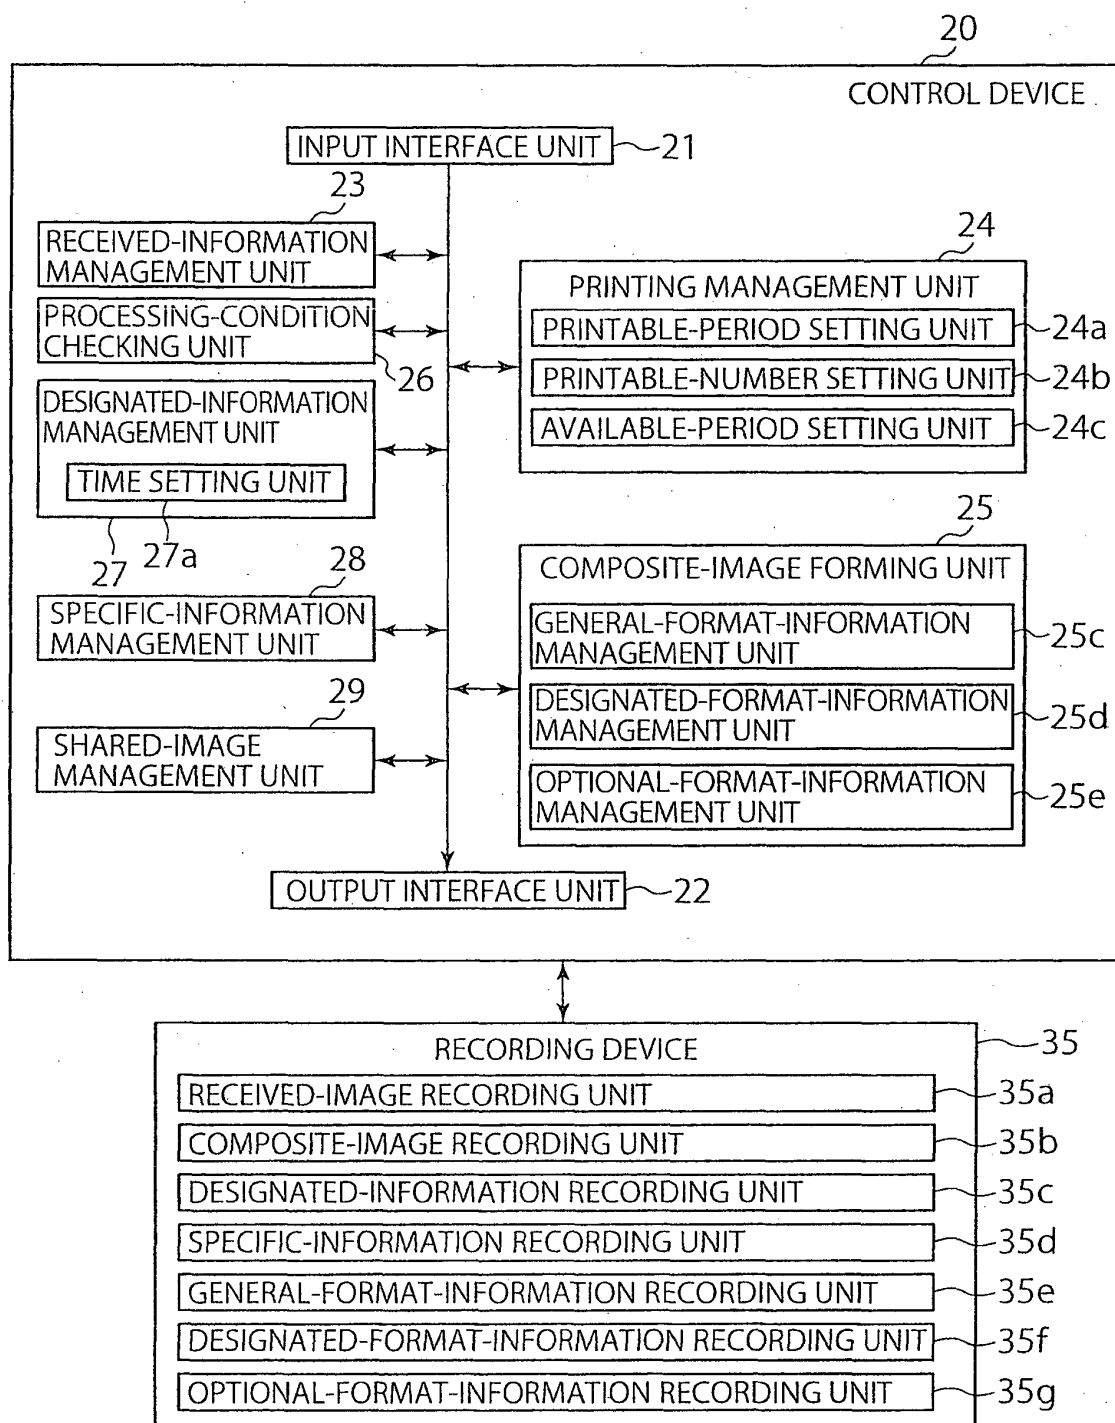 20
CONTROL DEVICE
INPUT INTERFACE UNIT
21
23
RECEIVED-INFORMATION
MANAGEMENT UNIT
PROCESSING-CONDITION
CHECKING UNIT
26
DESIGNATED-INFORMATION
MANAGEMENT UNIT
TIME SETTING UNIT
27
27a
28
SPECIFIC-INFORMATION
MANAGEMENT UNIT
29
SHARED-IMAGE
MANAGEMENT UNIT
24
PRINTING MANAGEMENT UNIT
PRINTABLE-PERIOD SETTING UNIT
24a
PRINTABLE-NUMBER SETTING UNIT
24b
AVAILABLE-PERIOD SETTING UNIT
24c
25
COMPOSITE-IMAGE FORMING UNIT
GENERAL-FORMAT-INFORMATION
MANAGEMENT UNIT
25c
DESIGNATED-FORMAT-INFORMATION
MANAGEMENT UNIT
25d
OPTIONAL-FORMAT-INFORMATION
MANAGEMENT UNIT
25e
OUTPUT INTERFACE UNIT
22
RECORDING DEVICE
35
RECEIVED-IMAGE RECORDING UNIT
35a
COMPOSITE-IMAGE RECORDING UNIT
35b
DESIGNATED-INFORMATION RECORDING UNIT
35c
SPECIFIC-INFORMATION RECORDING UNIT
35d
GENERAL-FORMAT-INFORMATION RECORDING UNIT
35e
DESIGNATED-FORMAT-INFORMATION RECORDING UNIT
35f
OPTIONAL-FORMAT-INFORMATION RECORDING UNIT
35g